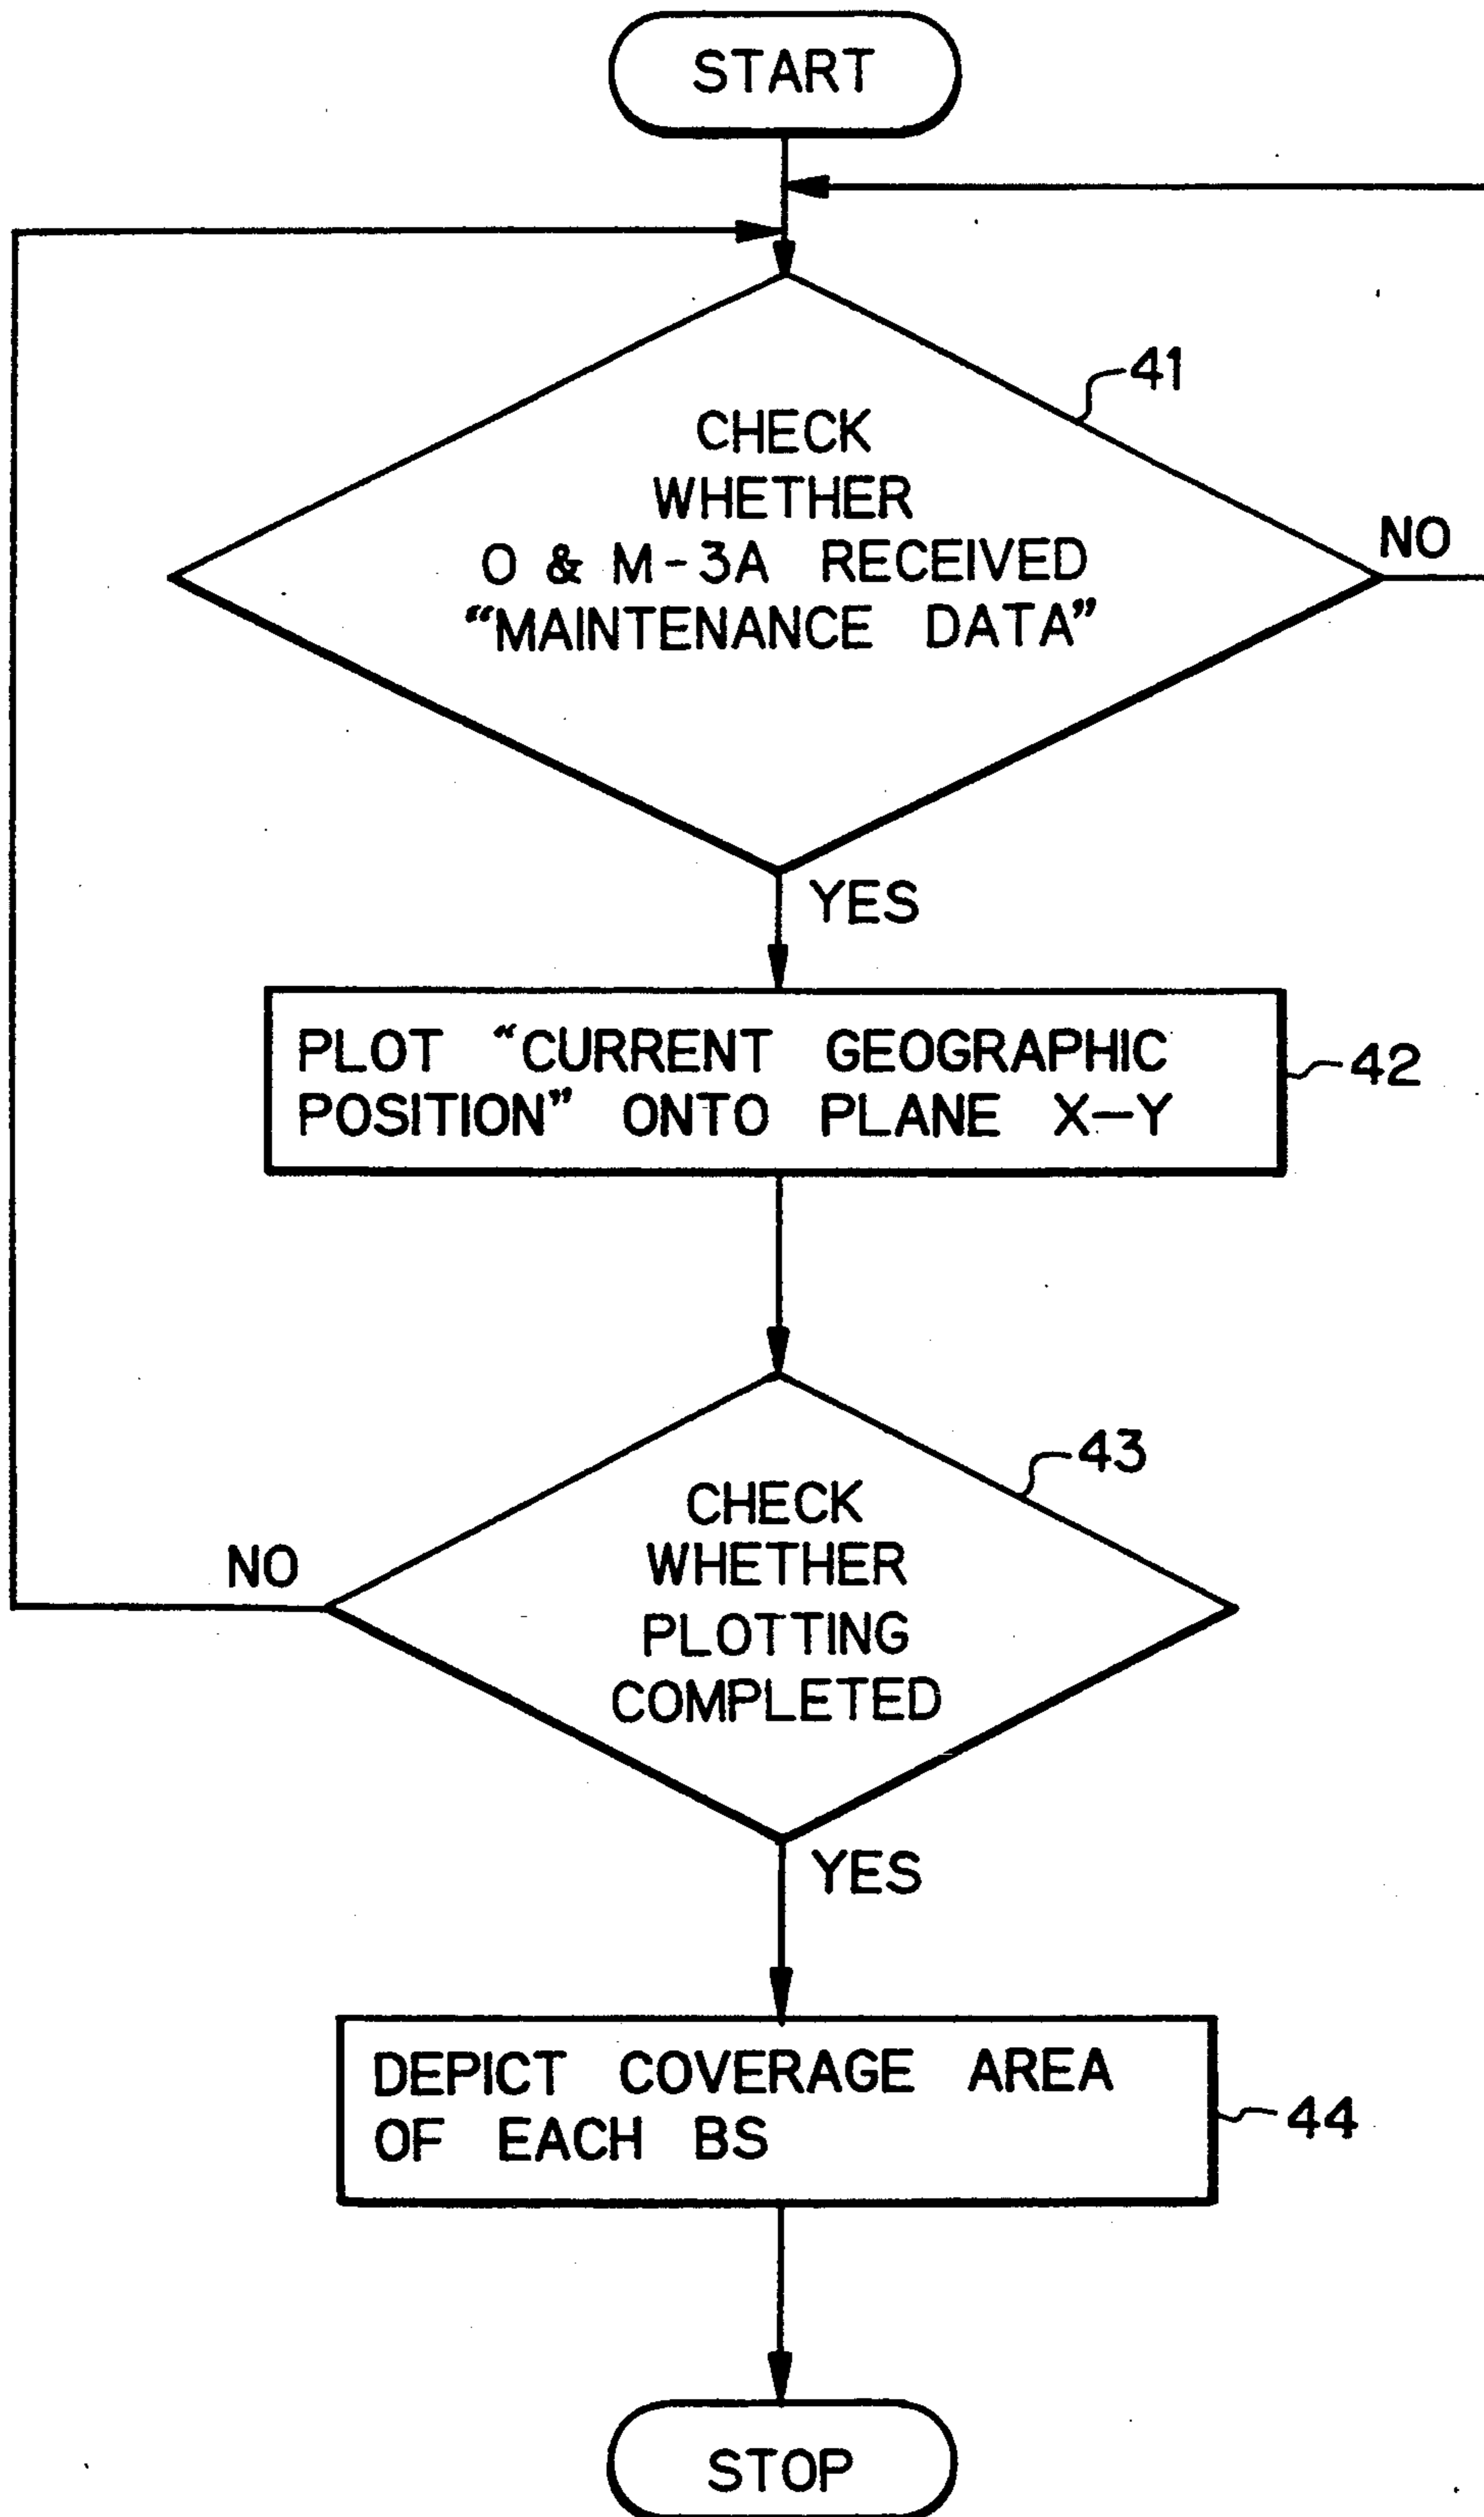 START
41
CHECK
WHETHER
O & M-3A RECEIVED
“MAINTENANCE DATA”
NO
YES
PLOT “CURRENT GEOGRAPHIC
POSITION” ONTO PLANE X-Y
42
43
CHECK
WHETHER
PLOTTING
COMPLETED
NO
YES
DEPICT COVERAGE AREA
OF EACH BS
44
STOP